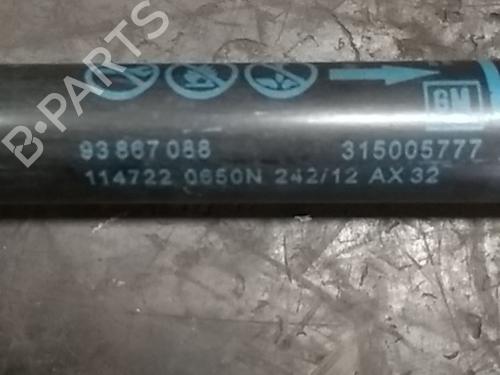 GM
93 867 088 315005777
114722 0650N 242/12 AX 32
B-PARTS